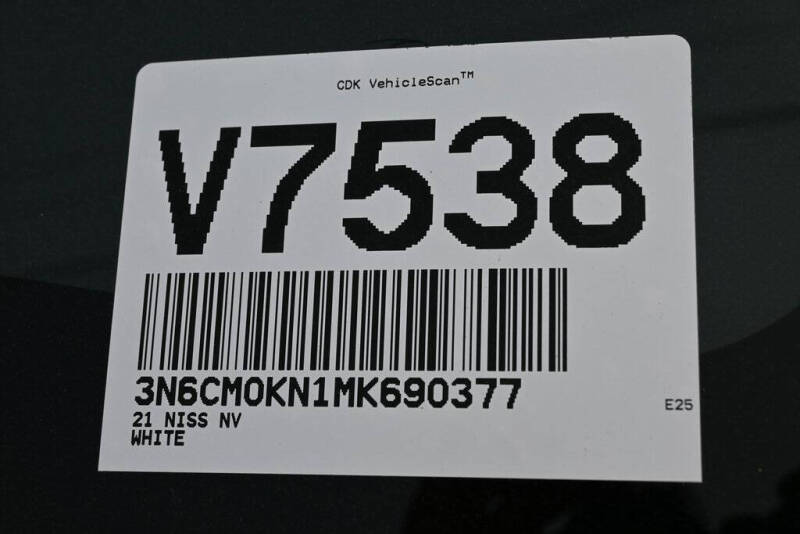 CDK VehicleScan™
V7538
3N6CM0KN1MK690377
E25
21 NISS NV
WHITE